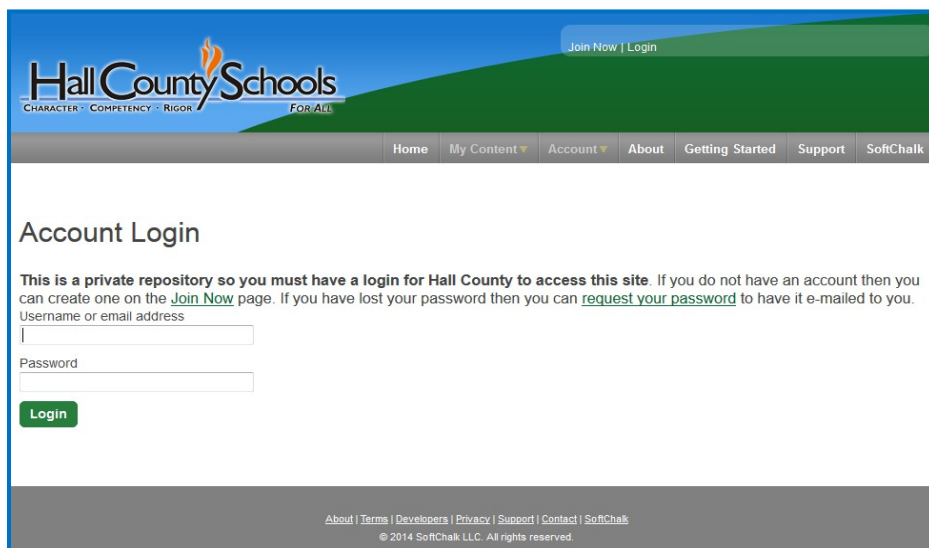 Join Now | Login
Hall County Schools
CHARACTER · COMPETENCY · RIGOR FOR ALL
Home My Content Account About Getting Started Support SoftChalk
Account Login
This is a private repository so you must have a login for Hall County to access this site. If you do not have an account then you
can create one on the Join Now page. If you have lost your password then you can request your password to have it e-mailed to you.
Username or email address
Password
Login
About | Terms | Developers | Privacy | Support | Contact | SoftChalk
© 2014 SoftChalk LLC. All rights reserved.